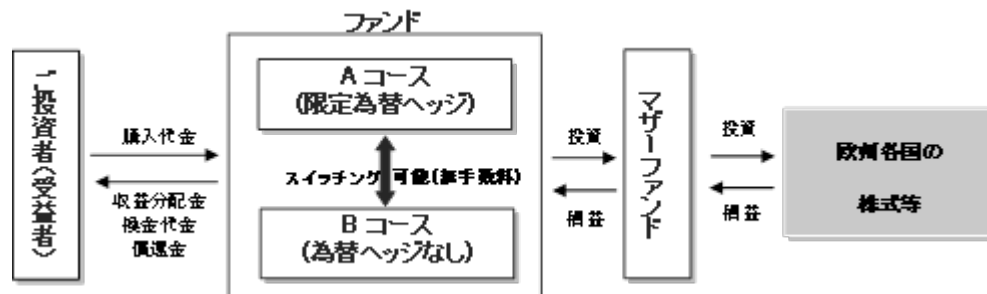 ファンド
投資者(受益者)
購入代金
収益分配金
換金代金
償還金
Aコース
(限定為替ヘッジ)
スイッチング 可能(無手数料)
Bコース
(為替ヘッジなし)
投資
損益
マザーファンド
投資
損益
欧州各国の
株式等